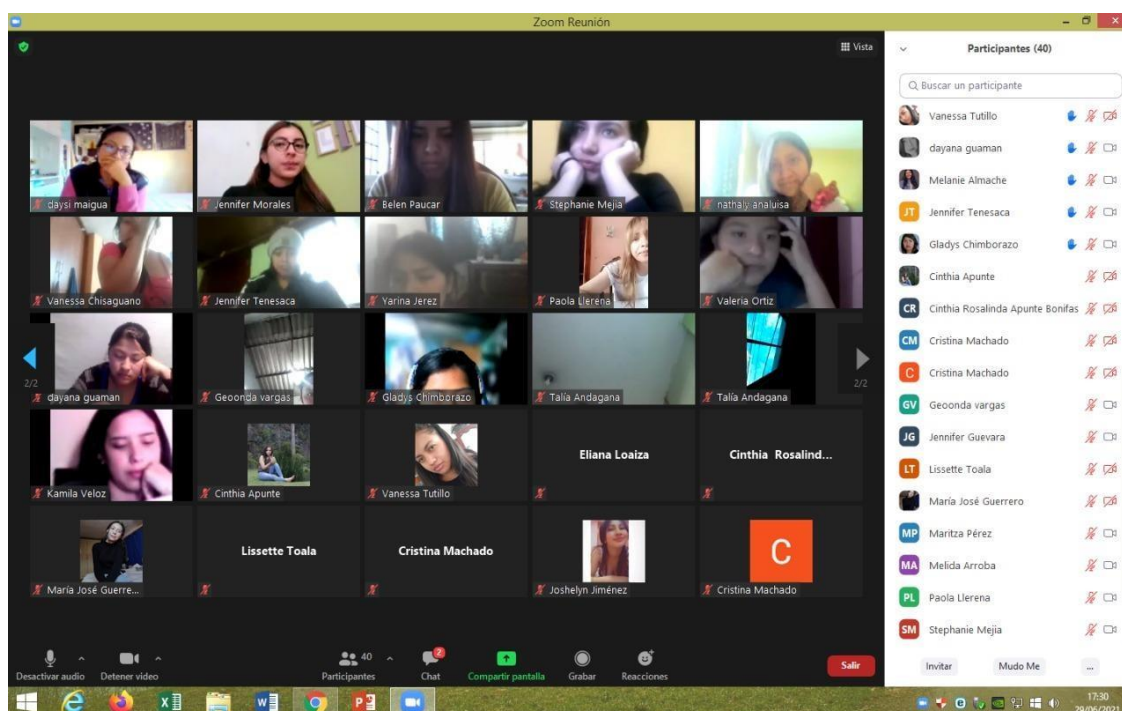 Zoom Reunión
Vista
daysi maigua
Jennifer Morales
Belen Paucar
Stephanie Mejia
nathaly analuisa
Vanessa Chisaguano
Jennifer Tenesaca
Yarina Jerez
Paola Llerena
Valeria Ortiz
2/2
2/2
dayana guaman
Geoonda vargas
Gladys Chimborazo
Talía Andagana
Talía Andagana
Kamila Veloz
Cinthia Apunte
Vanessa Tutillo
Eliana Loaiza
Cinthia Rosalind...
María José Guerre...
Lissette Toala
Cristina Machado
Joshelyn Jiménez
C
Cristina Machado
Desactivar audio
Detener video
40
Participantes
2
Chat
Compartir pantalla
Grabar
Reacciones
Salir
Participantes (40)
Buscar un participante
Vanessa Tutillo
dayana guaman
Melanie Almache
JT Jennifer Tenesaca
Gladys Chimborazo
Cinthia Apunte
CR Cinthia Rosalinda Apunte Bonifas
CM Cristina Machado
C Cristina Machado
GV Geoonda vargas
JG Jennifer Guevara
LT Lissette Toala
María José Guerrero
MP Maritza Pérez
MA Melida Arroba
PL Paola Llerena
SM Stephanie Mejia
Invitar
Mudo Me
...
17:30
29/06/2021